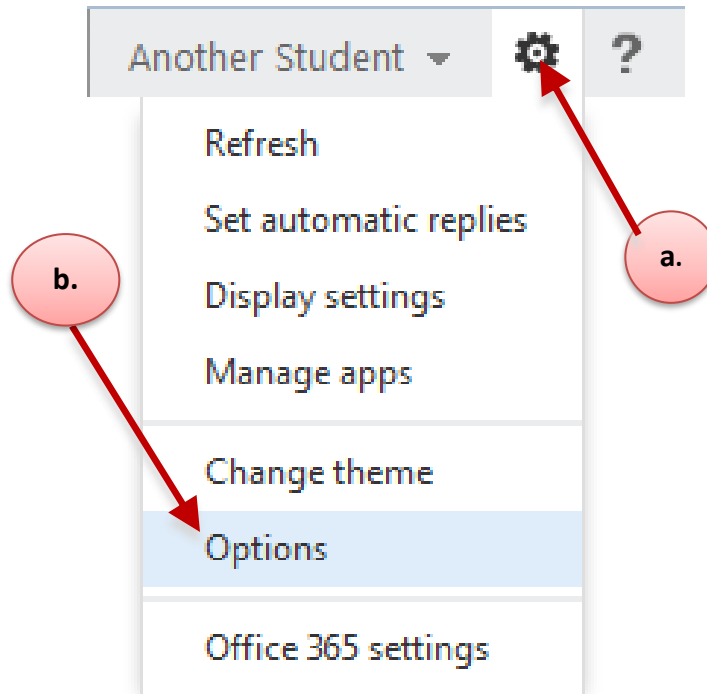 Another Student ?
Refresh
Set automatic replies
a.
b.
Display settings
Manage apps
Change theme
Options
Office 365 settings